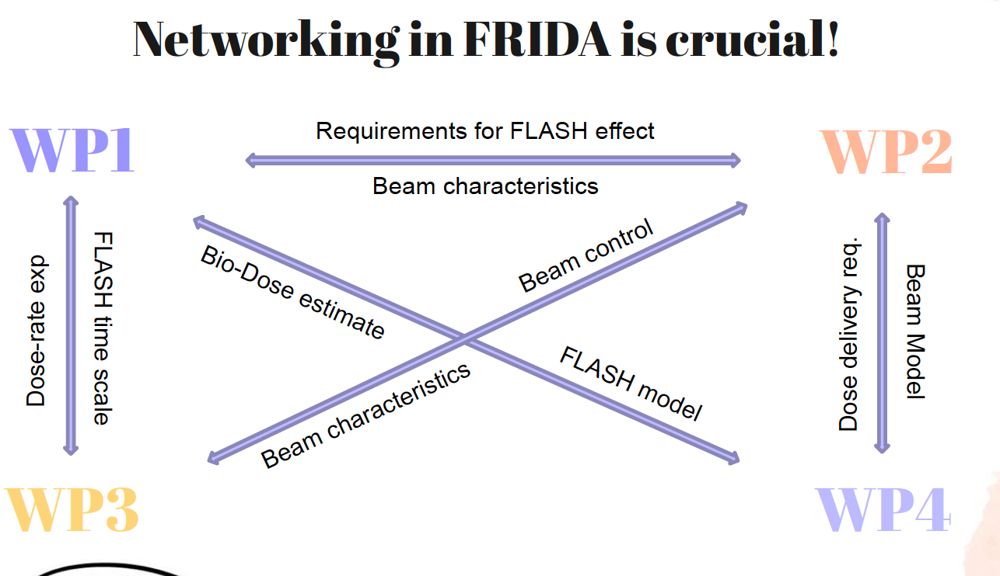 Networking in FRIDA is crucial!
WP1
Requirements for FLASH effect
Beam characteristics
WP2
Dose-rate exp
FLASH time scale
Bio-Dose estimate
Beam control
Beam characteristics
FLASH model
Dose delivery req.
Beam Model
WP3
WP4